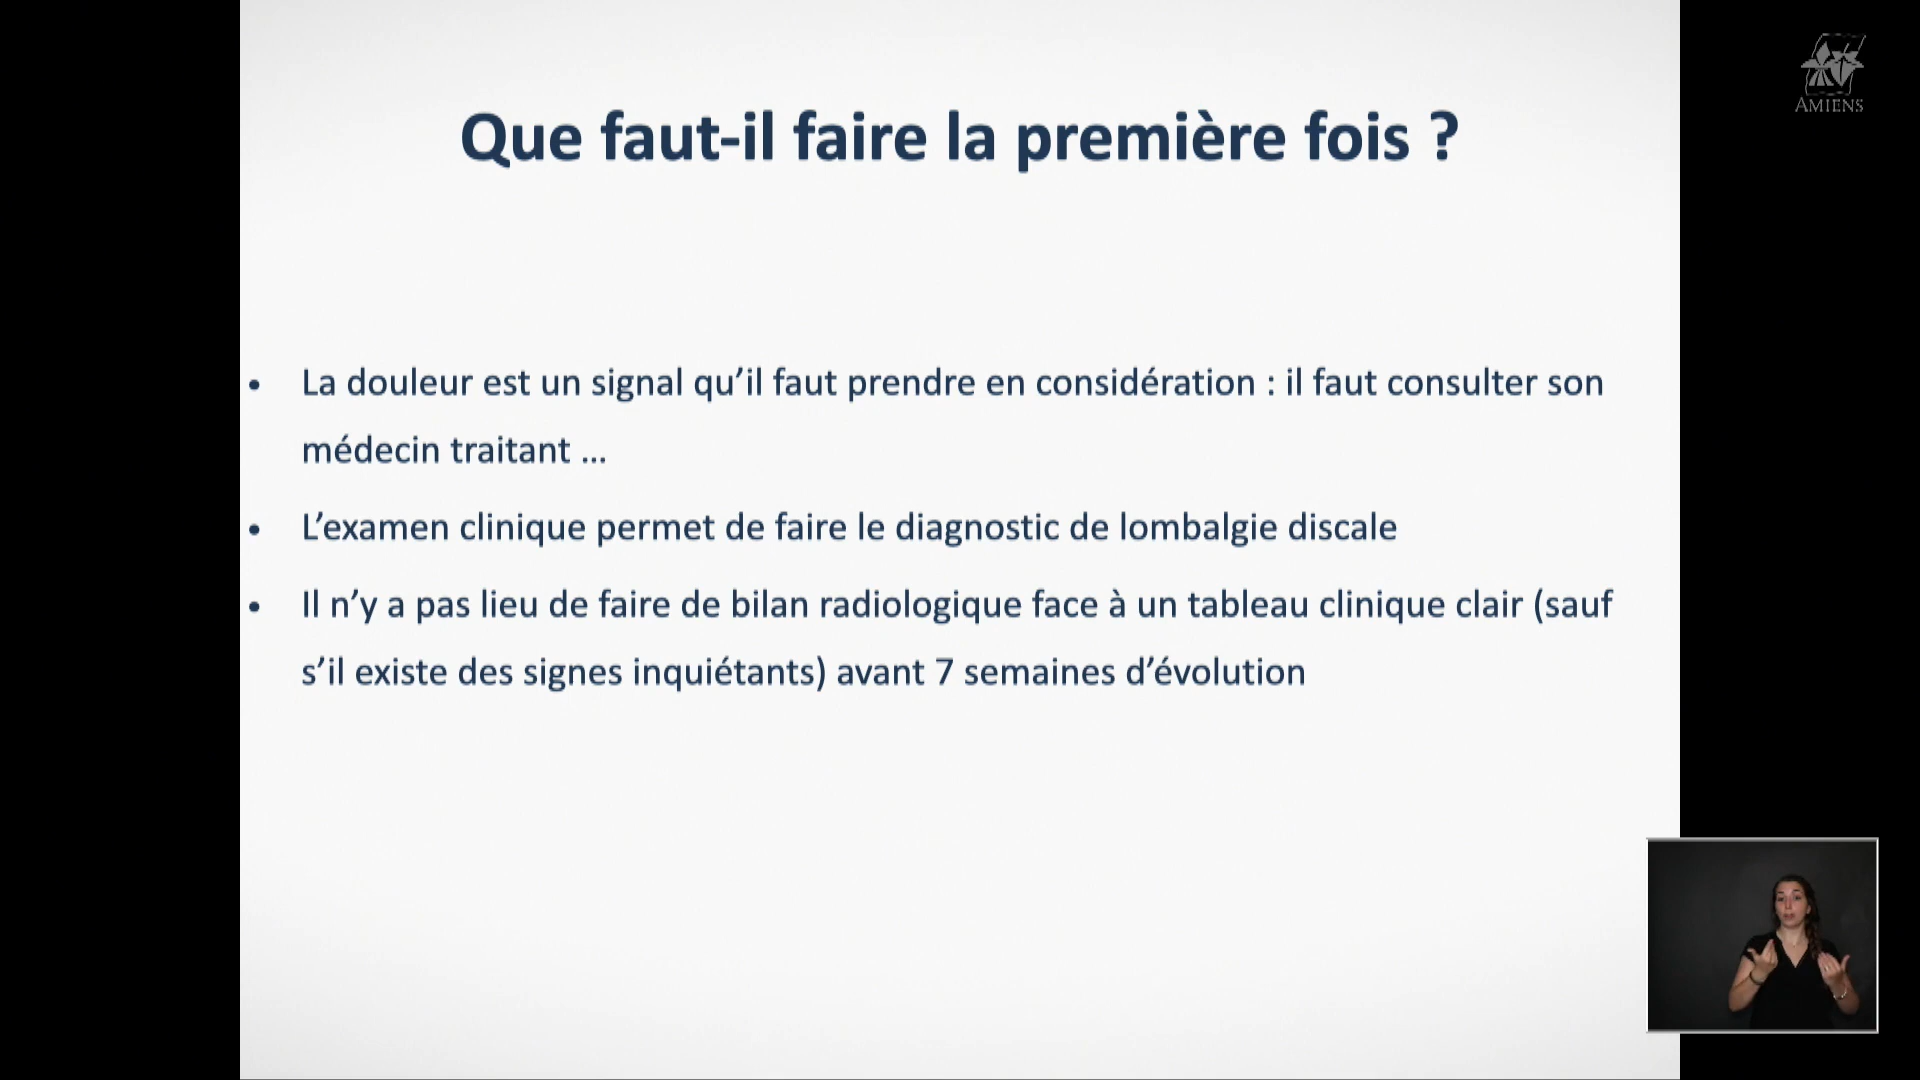 AMIENS
Que faut-il faire la première fois ?
• La douleur est un signal qu’il faut prendre en considération : il faut consulter son
médecin traitant ...
• L’examen clinique permet de faire le diagnostic de lombalgie discale
• Il n’y a pas lieu de faire de bilan radiologique face à un tableau clinique clair (sauf
s’il existe des signes inquiétants) avant 7 semaines d’évolution